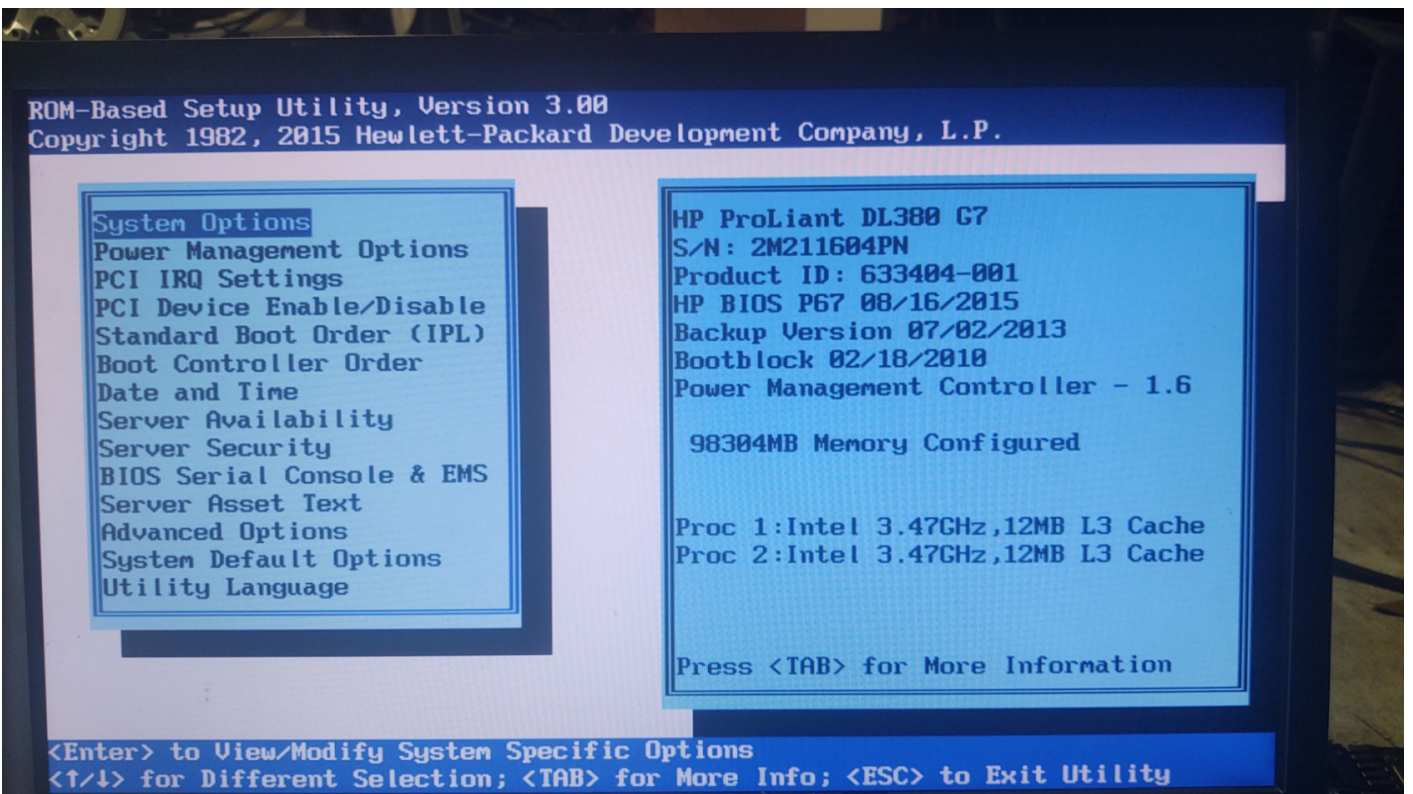 ROM-Based Setup Utility, Version 3.00
Copyright 1982, 2015 Hewlett-Packard Development Company, L.P.
System Options
Power Management Options
PCI IRQ Settings
PCI Device Enable/Disable
Standard Boot Order (IPL)
Boot Controller Order
Date and Time
Server Availability
Server Security
BIOS Serial Console & EMS
Server Asset Text
Advanced Options
System Default Options
Utility Language
HP ProLiant DL380 G7
S/N: 2M211604PN
Product ID: 633404-001
HP BIOS P67 08/16/2015
Backup Version 07/02/2013
Bootblock 02/18/2010
Power Management Controller - 1.6
98304MB Memory Configured
Proc 1:Intel 3.47GHz,12MB L3 Cache
Proc 2:Intel 3.47GHz,12MB L3 Cache
Press <TAB> for More Information
<Enter> to View/Modify System Specific Options
<↑/↓> for Different Selection; <TAB> for More Info; <ESC> to Exit Utility